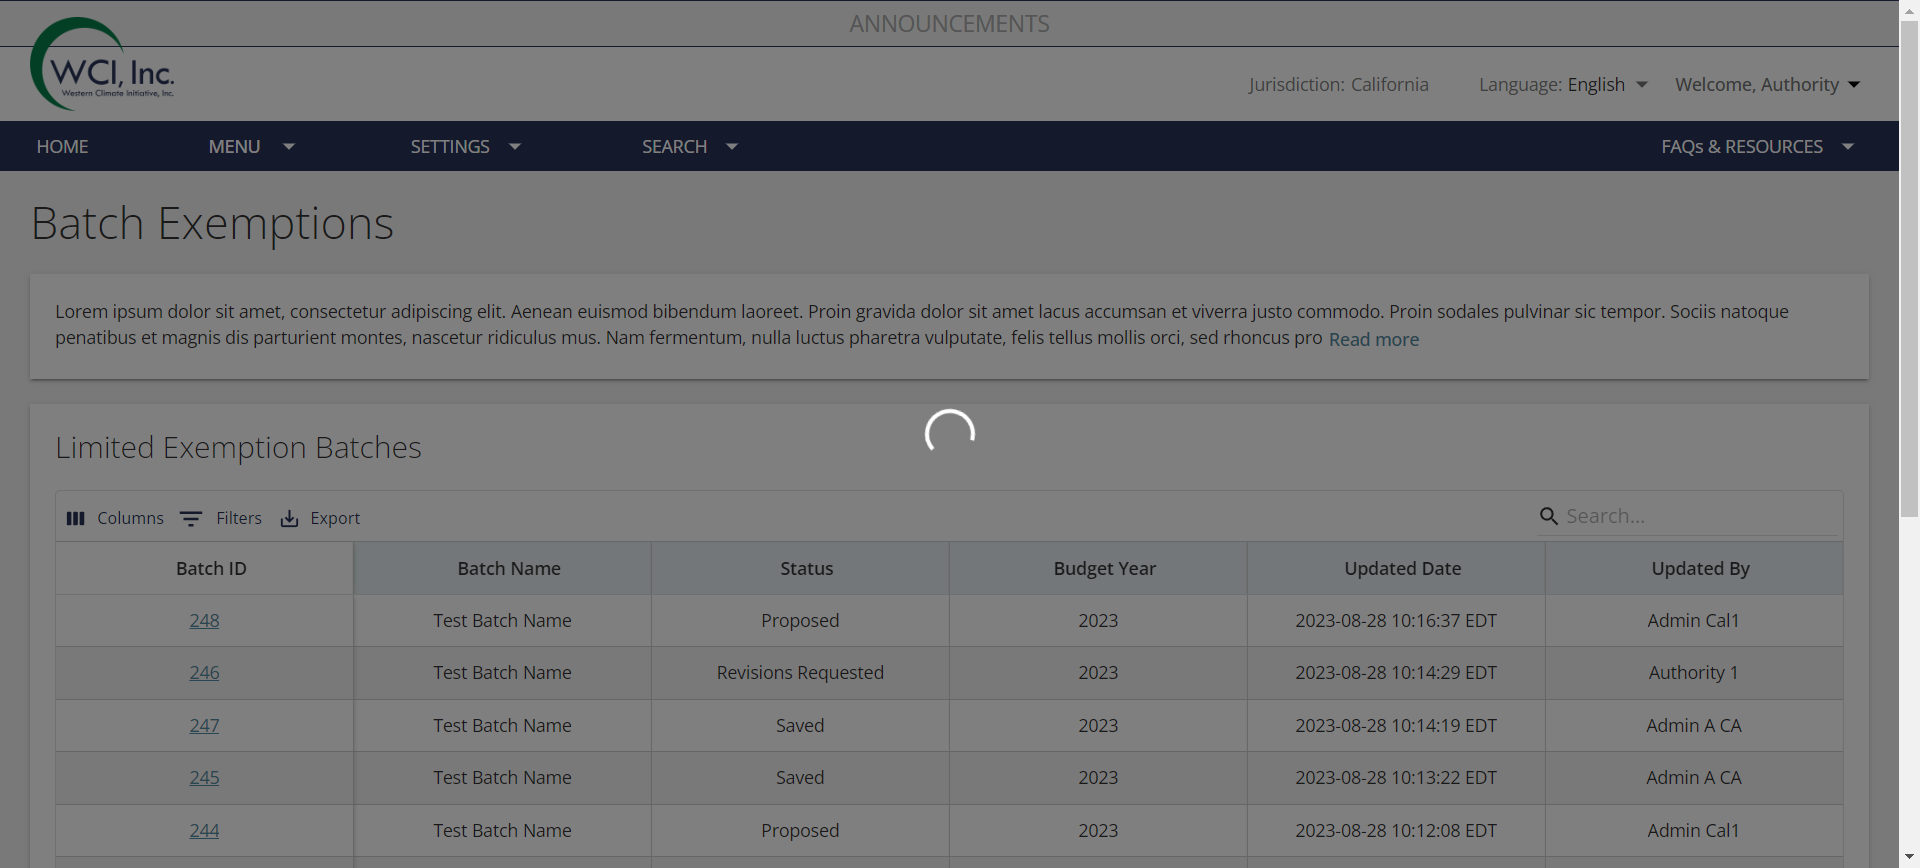 ANNOUNCEMENTS
WCI, Inc.
Western Climate Initiative, Inc.
Jurisdiction: California Language: English Welcome, Authority
HOME MENU SETTINGS SEARCH FAQs & RESOURCES
Batch Exemptions
Lorem ipsum dolor sit amet, consectetur adipiscing elit. Aenean euismod bibendum laoreet. Proin gravida dolor sit amet lacus accumsan et viverra justo commodo. Proin sodales pulvinar sic tempor. Sociis natoque
penatibus et magnis dis parturient montes, nascetur ridiculus mus. Nam fermentum, nulla luctus pharetra vulputate, felis tellus mollis orci, sed rhoncus pro Read more
Limited Exemption Batches
Columns Filters Export Search...
Batch ID Batch Name Status Budget Year Updated Date Updated By
248 Test Batch Name Proposed 2023 2023-08-28 10:16:37 EDT Admin Cal1
246 Test Batch Name Revisions Requested 2023 2023-08-28 10:14:29 EDT Authority 1
247 Test Batch Name Saved 2023 2023-08-28 10:14:19 EDT Admin A CA
245 Test Batch Name Saved 2023 2023-08-28 10:13:22 EDT Admin A CA
244 Test Batch Name Proposed 2023 2023-08-28 10:12:08 EDT Admin Cal1